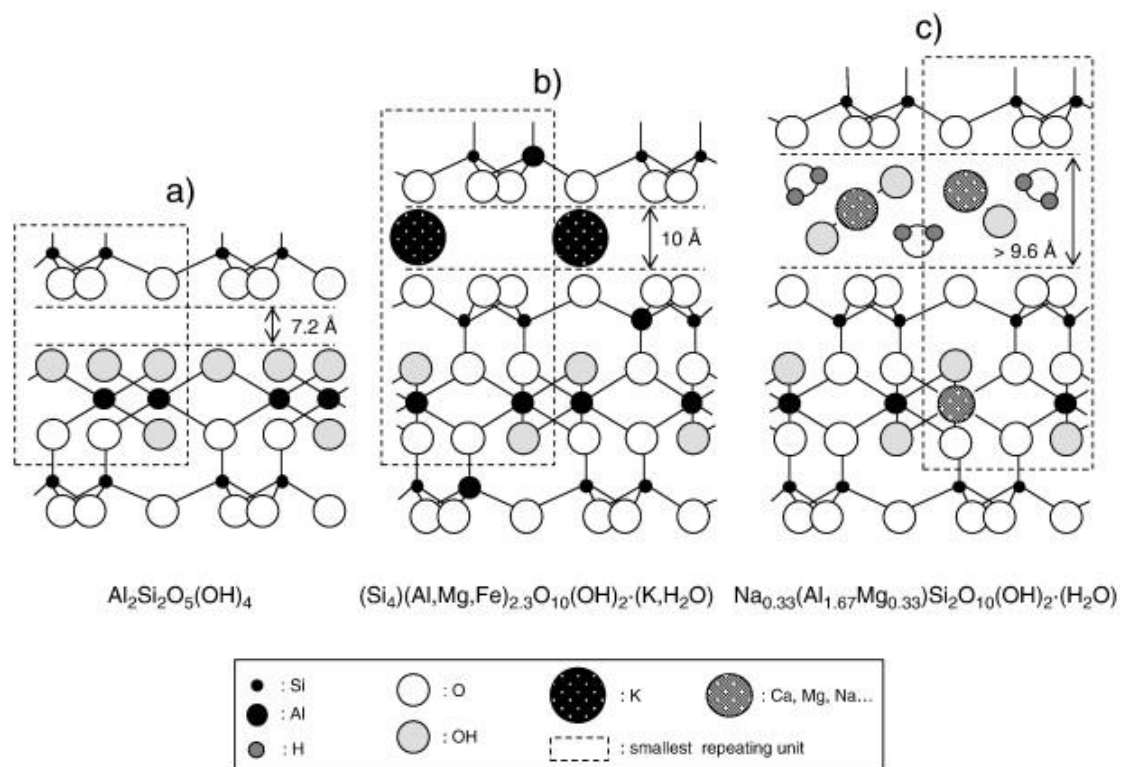 a)
b)
c)
7.2 Å
10 Å
> 9.6 Å
Al₂Si₂O₅(OH)₄
(Si₄)(Al,Mg,Fe)₂.₃O₁₀(OH)₂·(K,H₂O)
Na₀.₃₃(Al₁.₆₇Mg₀.₃₃)Si₂O₁₀(OH)₂·(H₂O)
: Si
: Al
: H
: O
: OH
: K
: Ca, Mg, Na...
: smallest repeating unit